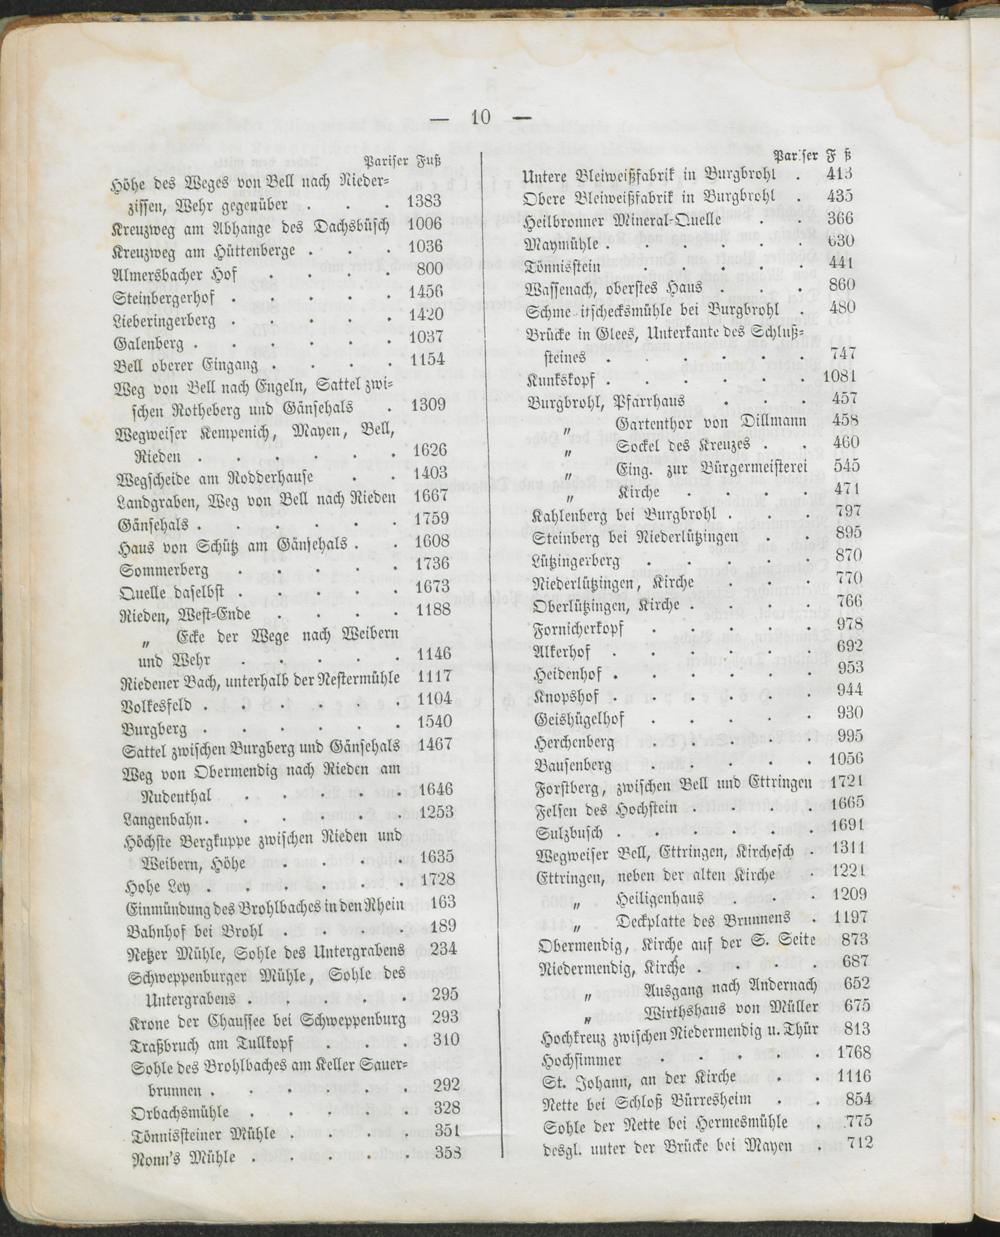 — 10 —
Pariser Fuß
Höhe des Weges von Bell nach Nieder-
zissen, Wehr gegenüber . . . 1383
Kreuzweg am Abhange des Dachsbüsch 1006
Kreuzweg am Hüttenberge . . . 1036
Almersbacher Hof . . . . 800
Steinbergerhof . . . . . 1456
Lieberingerberg . . . . . 1420
Galenberg . . . . . . 1037
Bell oberer Eingang . . . . 1154
Weg von Bell nach Engeln, Sattel zwi-
schen Rotheberg und Gänsehals . 1309
Wegweiser Kempenich, Mayen, Bell,
Rieden . . . . . . 1626
Wegscheide am Rodderhause . . 1403
Landgraben, Weg von Bell nach Rieden 1667
Gänsehals . . . . . . 1759
Haus von Schütz am Gänsehals . . 1608
Sommerberg . . . . . 1736
Quelle daselbst . . . . . 1673
Rieden, West-Ende . . . 1188
„ Ecke der Wege nach Weibern
und Wehr . . . . . 1146
Riedener Bach, unterhalb der Nestermühle 1117
Volkesfeld . . . . . . 1104
Burgberg . . . . . . 1540
Sattel zwischen Burgberg und Gänsehals 1467
Weg von Obermendig nach Rieden am
Nudenthal . . . . . 1646
Langenbahn . . . . . . 1253
Höchste Bergkuppe zwischen Rieden und
Weibern, Höhe . . . . 1635
Hohe Ley . . . . . . 1728
Einmündung des Brohlbaches in den Rhein 163
Bahnhof bei Brohl . . . . 189
Netzer Mühle, Sohle des Untergrabens 234
Schweppenburger Mühle, Sohle des
Untergrabens . . . . . 295
Krone der Chaussee bei Schweppenburg 293
Traßbruch am Tullkopf . . . 310
Sohle des Brohlbaches am Keller Sauer-
brunnen . . . . . . 292
Orbachsmühle . . . . . 328
Tönnissteiner Mühle . . . . 351
Nonn's Mühle . . . . . 353
Pariser F ß
Untere Bleiweißfabrik in Burgbrohl . 413
Obere Bleiweißfabrik in Burgbrohl . 435
Heilbronner Mineral-Quelle . . 366
Maymühle . . . . . 630
Tönnisstein . . . . . 441
Wassenach, oberstes Haus . . . 860
Schme itschecksmühle bei Burgbrohl . 480
Brücke in Glees, Unterkante des Schluß-
steines . . . . . . 747
Kunkskopf . . . . . . 1081
Burgbrohl, Pfarrhaus . . . 457
„ Gartenthor von Dillmann 458
„ Sockel des Kreuzes . . 460
„ Eing. zur Bürgermeisterei 545
„ Kirche . . . . 471
Kahlenberg bei Burgbrohl . . . 797
Steinberg bei Niederlützingen . . 895
Lützingerberg . . . . . 870
Niederlützingen, Kirche . . . 770
Oberlützingen, Kirche . . . . 766
Fornicherkopf . . . . . 978
Alkerhof . . . . . . 692
Heidenhof . . . . . . 953
Knopshof . . . . . . 944
Geishügelhof . . . . . 930
Herchenberg . . . . . 995
Bausenberg . . . . . 1056
Forstberg, zwischen Bell und Ettringen 1721
Felsen des Hochstein . . . . 1665
Sulzbusch . . . . . . 1691
Wegweiser Bell, Ettringen, Kirchesch . 1311
Ettringen, neben der alten Kirche . 1221
„ Heiligenhaus . . . 1209
„ Deckplatte des Brunnens . 1197
Obermendig, Kirche auf der S. Seite 873
Niedermendig, Kirche . . . . 687
„ Ausgang nach Andernach 652
„ Wirthshaus von Müller 675
Hochkreuz zwischen Niedermendig u. Thür 813
Hochsimmer . . . . . 1768
St. Johann, an der Kirche . . 1116
Nette bei Schloß Bürresheim . . 854
Sohle der Nette bei Hermesmühle . 775
desgl. unter der Brücke bei Mayen . 712